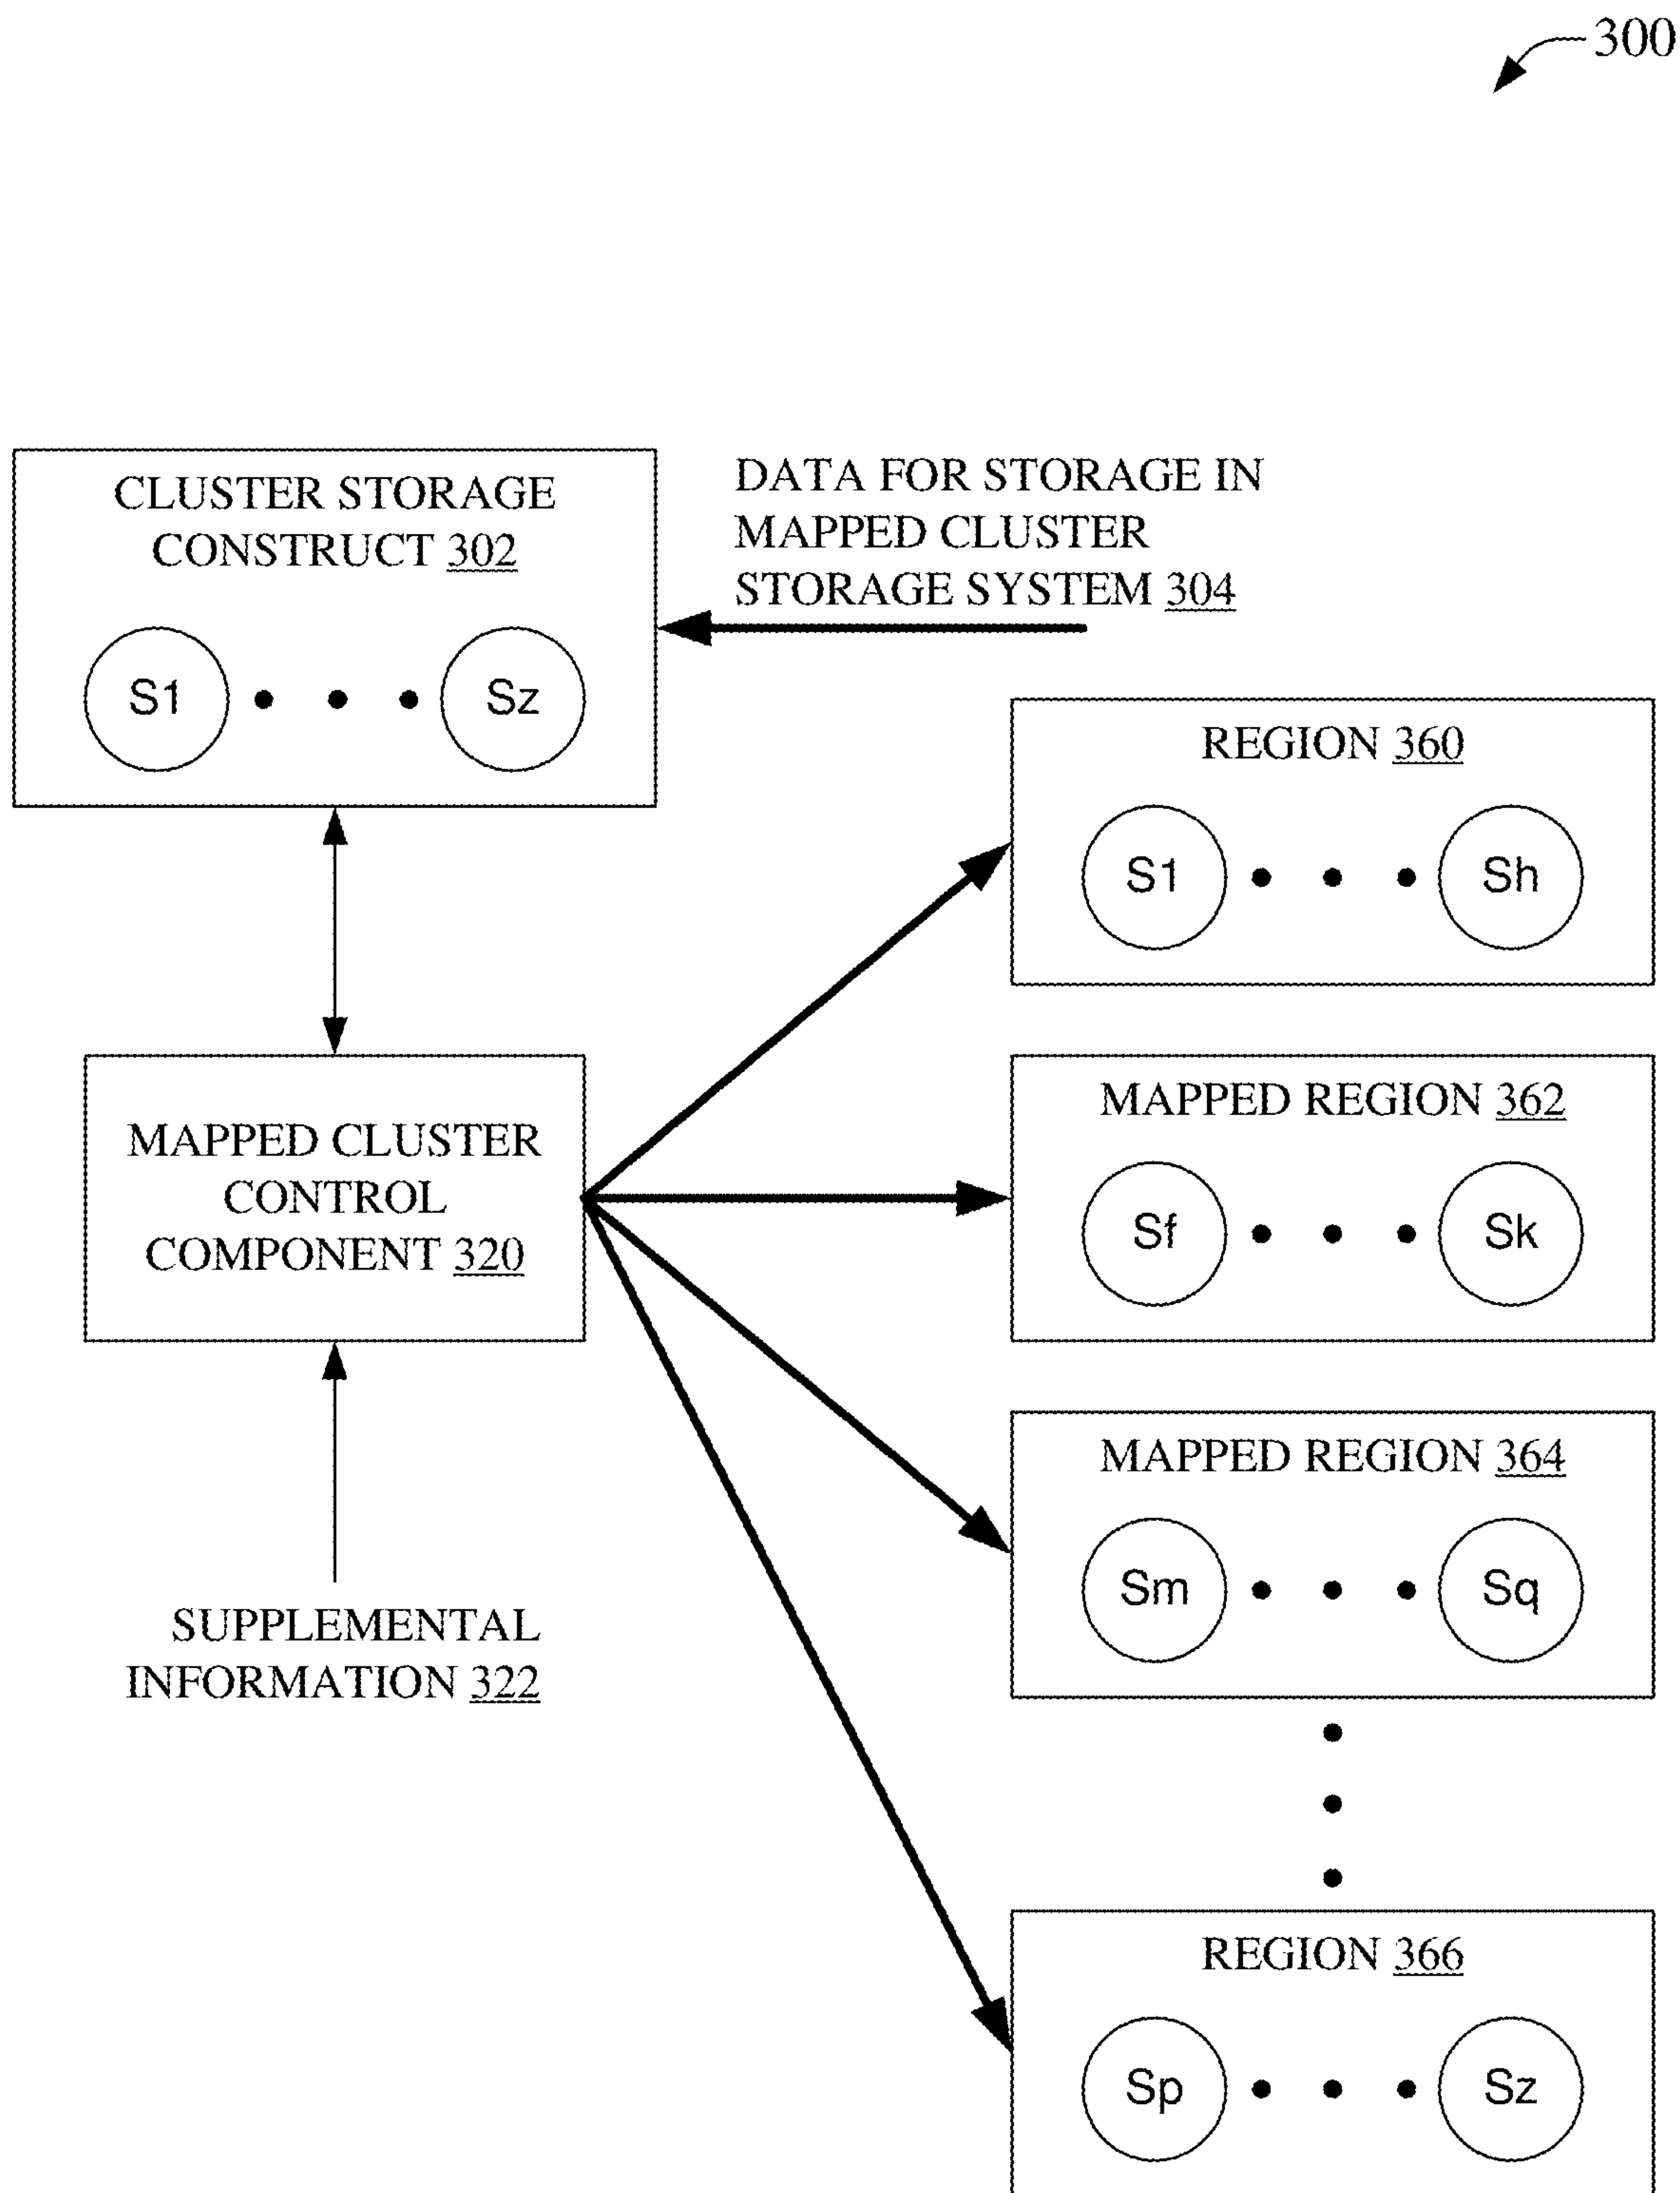 300
CLUSTER STORAGE
CONSTRUCT 302
S1
Sz
DATA FOR STORAGE IN
MAPPED CLUSTER
STORAGE SYSTEM 304
REGION 360
S1
Sh
MAPPED CLUSTER
CONTROL
COMPONENT 320
MAPPED REGION 362
Sf
Sk
MAPPED REGION 364
Sm
Sq
SUPPLEMENTAL
INFORMATION 322
REGION 366
Sp
Sz